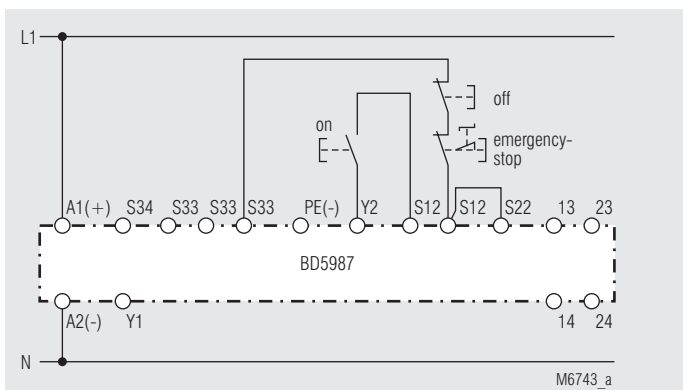 L1
off
on
emergency-
stop
A1(+) S34 S33 S33 S33 PE(-) Y2 S12 S12 S22 13 23
BD5987
A2(-) Y1 14 24
N
M6743_a